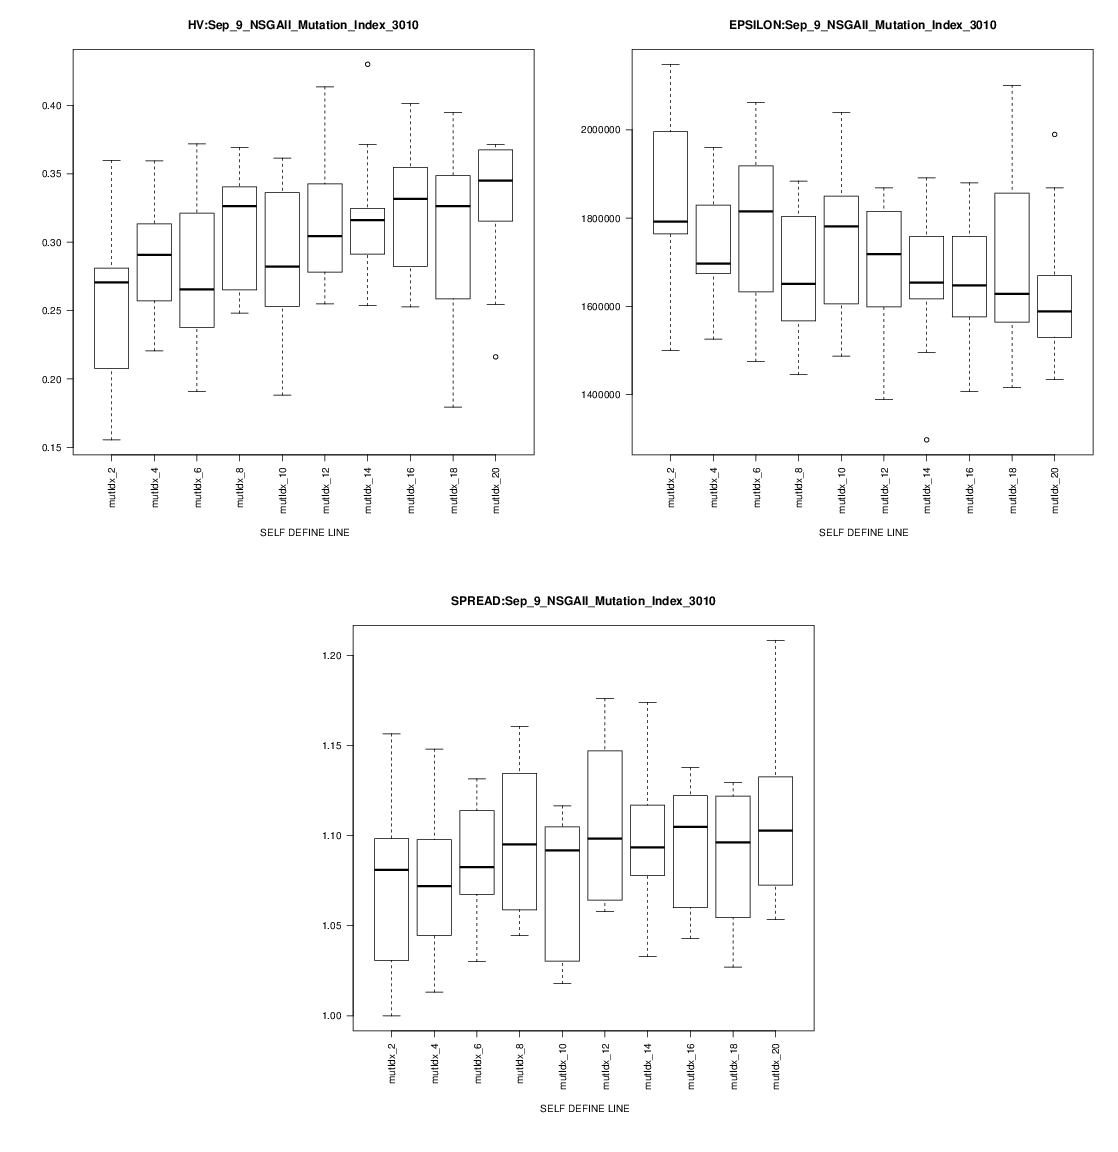 HV:Sep_9_NSGAII_Mutation_Index_3010
0.40
0.35
0.30
0.25
0.20
0.15
mutIdx_2
mutIdx_4
mutIdx_6
mutIdx_8
mutIdx_10
mutIdx_12
mutIdx_14
mutIdx_16
mutIdx_18
mutIdx_20
SELF DEFINE LINE
EPSILON:Sep_9_NSGAII_Mutation_Index_3010
2000000
1800000
1600000
1400000
mutIdx_2
mutIdx_4
mutIdx_6
mutIdx_8
mutIdx_10
mutIdx_12
mutIdx_14
mutIdx_16
mutIdx_18
mutIdx_20
SELF DEFINE LINE
SPREAD:Sep_9_NSGAII_Mutation_Index_3010
1.20
1.15
1.10
1.05
1.00
mutIdx_2
mutIdx_4
mutIdx_6
mutIdx_8
mutIdx_10
mutIdx_12
mutIdx_14
mutIdx_16
mutIdx_18
mutIdx_20
SELF DEFINE LINE